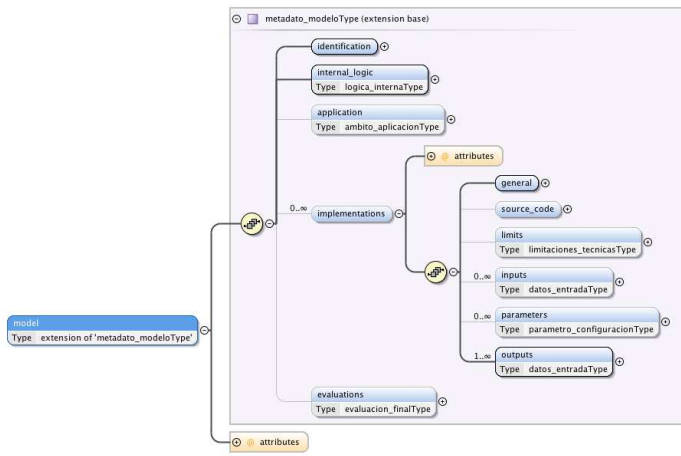 metadato_modeloType (extension base)
identification
internal_logic
Type logica_internaType
application
Type ambito_aplicacionType
@ attributes
general
0..∞ implementations
source_code
limits
Type limitaciones_tecnicasType
0..∞ inputs
Type datos_entradaType
model
Type extension of 'metadato_modeloType'
0..∞ parameters
Type parametro_configuracionType
1..∞ outputs
Type datos_entradaType
evaluations
Type evaluacion_finalType
@ attributes